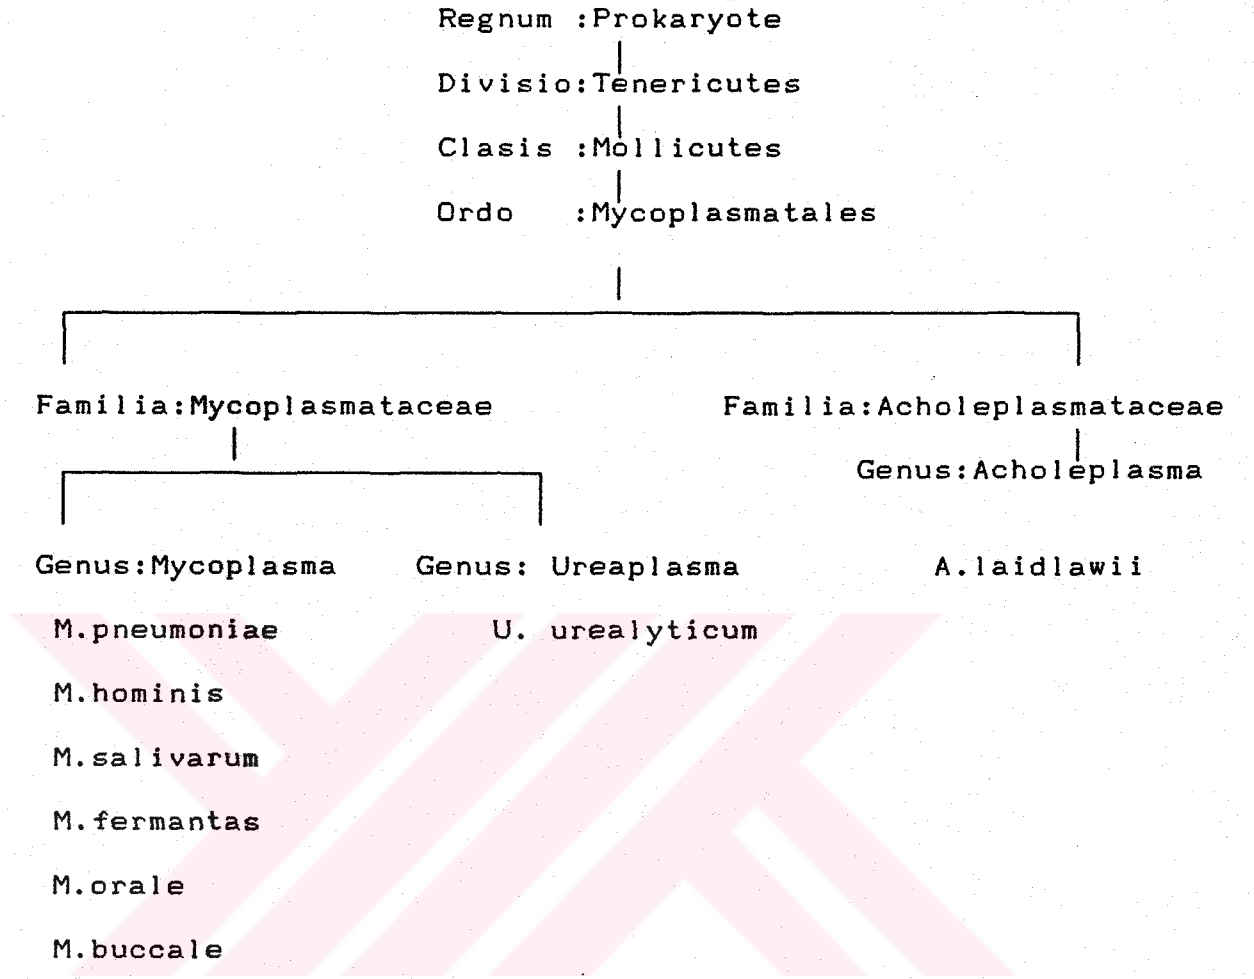 Regnum :Prokaryote
Divisio:Tenericutes
Clasis :Mollicutes
Ordo :Mycoplasmatales
Familia:Mycoplasmataceae Familia:Acholeplasmataceae
Genus:Acholeplasma
Genus:Mycoplasma Genus: Ureaplasma A.laidlawii
M.pneumoniae U. urealyticum
M.hominis
M.salivarum
M.fermantas
M.orale
M.buccale